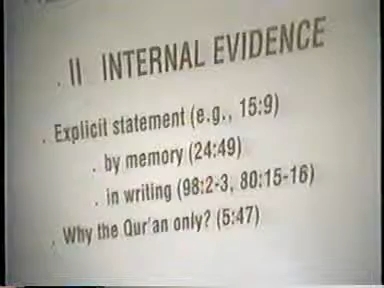 . II INTERNAL EVIDENCE
. Explicit statement (e.g., 15:9)
. by memory (24:49)
. in writing (98:2-3, 80:15-16)
. Why the Qur'an only? (5:47)